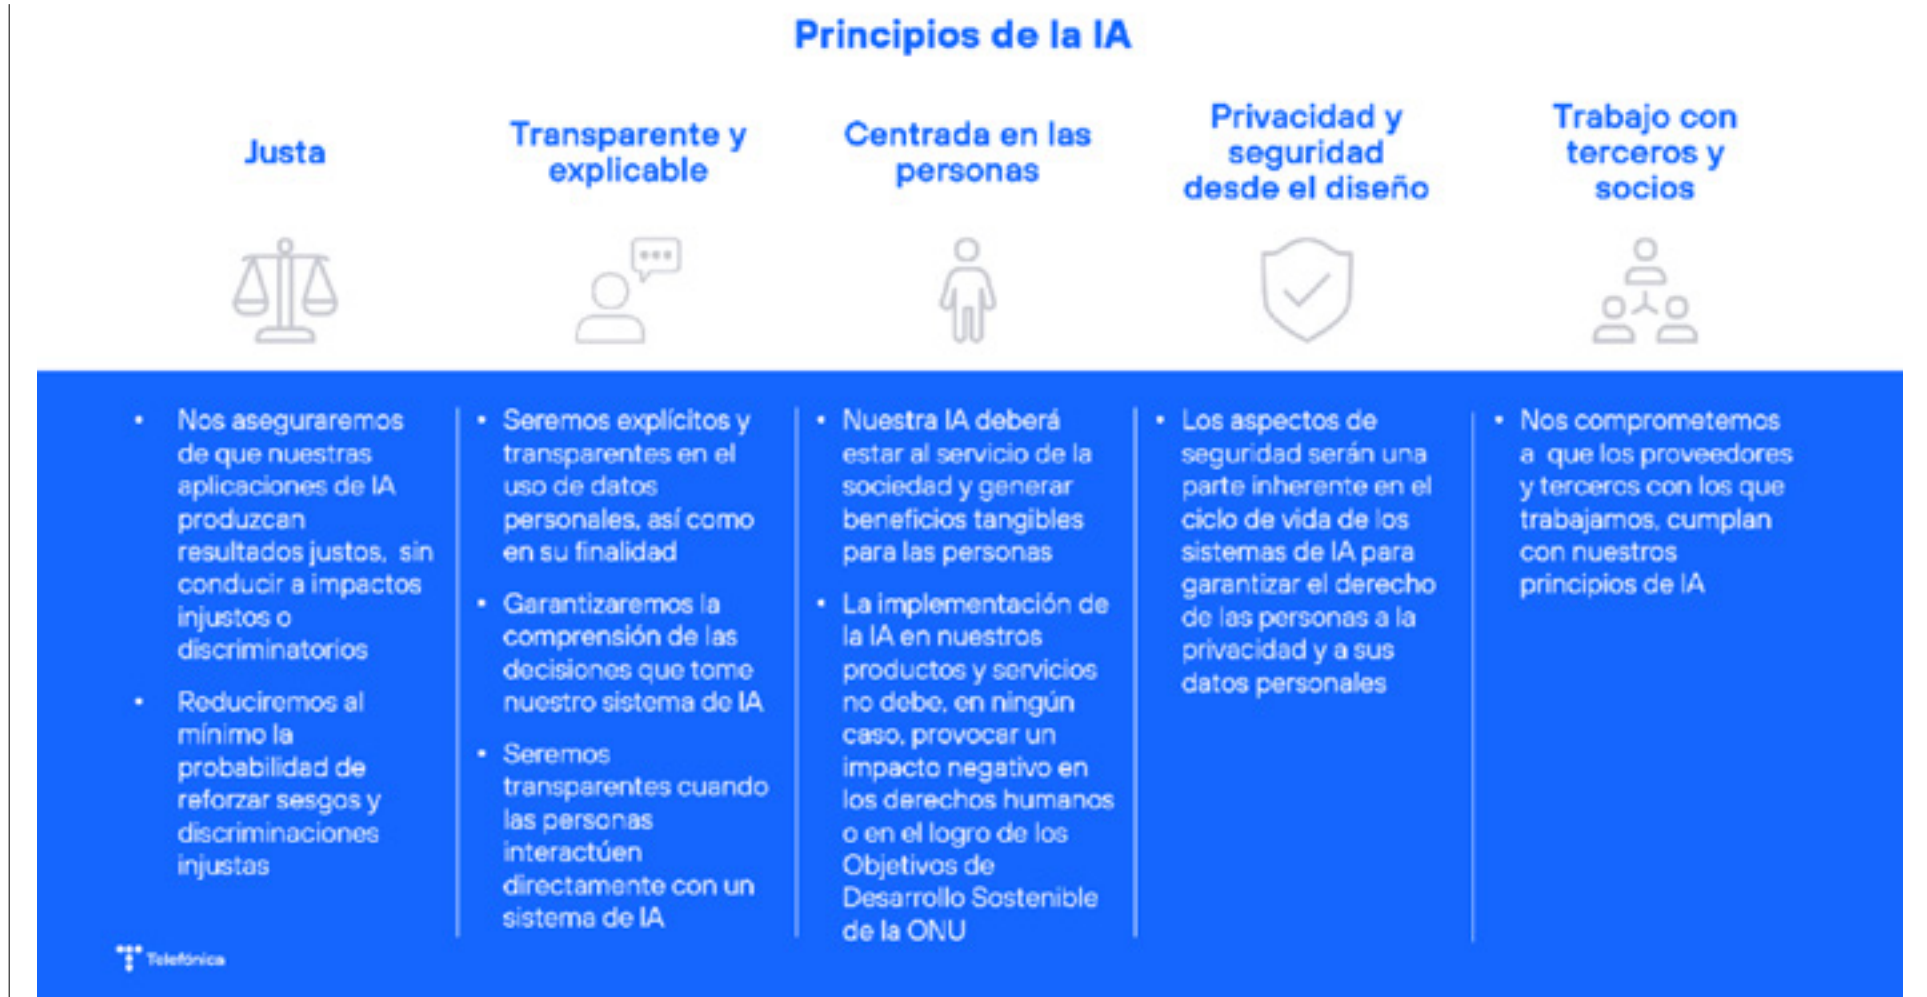 Principios de la IA
Justa
Transparente y
explicable
Centrada en las
personas
Privacidad y
seguridad
desde el diseño
Trabajo con
terceros y
socios
• Nos aseguraremos
de que nuestras
aplicaciones de IA
produzcan
resultados justos, sin
conducir a impactos
injustos o
discriminatorios
• Reduciremos al
mínimo la
probabilidad de
reforzar sesgos y
discriminaciones
injustas
• Seremos explícitos y
transparentes en el
uso de datos
personales, así como
en su finalidad
• Garantizaremos la
comprensión de las
decisiones que tome
nuestro sistema de IA
• Seremos
transparentes cuando
las personas
interactúen
directamente con un
sistema de IA
• Nuestra IA deberá
estar al servicio de la
sociedad y generar
beneficios tangibles
para las personas
• La implementación de
la IA en nuestros
productos y servicios
no debe, en ningún
caso, provocar un
impacto negativo en
los derechos humanos
o en el logro de los
Objetivos de
Desarrollo Sostenible
de la ONU
• Los aspectos de
seguridad serán una
parte inherente en el
ciclo de vida de los
sistemas de IA para
garantizar el derecho
de las personas a la
privacidad y a sus
datos personales
• Nos comprometemos
a que los proveedores
y terceros con los que
trabajamos, cumplan
con nuestros
principios de IA
Telefónica